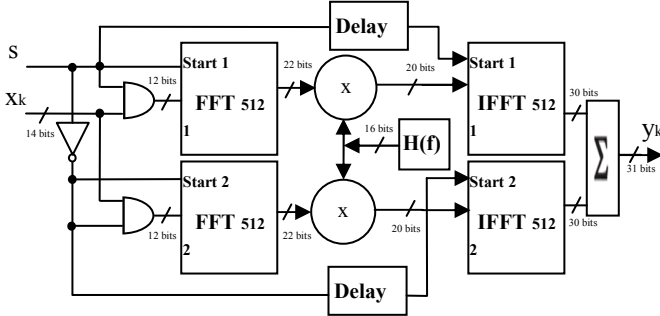 Delay
S
Start 1
22 bits
20 bits
Start 1
12 bits
30 bits
xk
FFT 512
x
IFFT 512
14 bits
1
16 bits
H(f)
1
yk
Σ
31 bits
Start 2
Start 2
FFT 512
x
IFFT 512
12 bits
22 bits
20 bits
30 bits
2
2
Delay